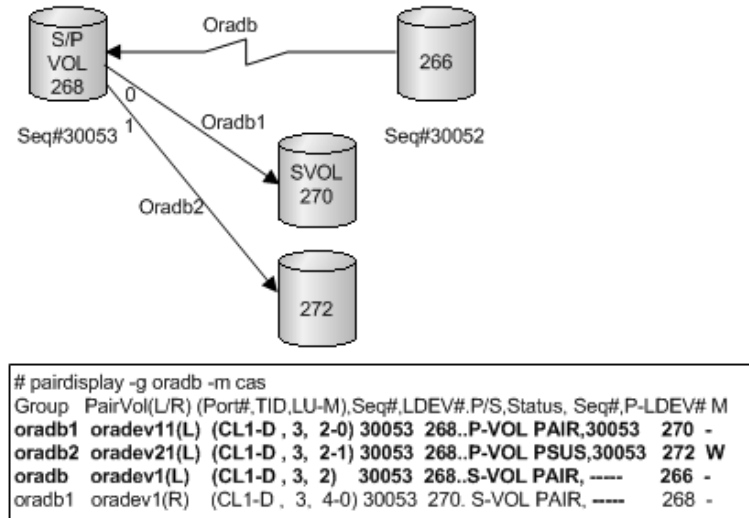 Oradb
S/P
VOL
268
266
0
1
Seq#30053
Oradb1
Seq#30052
SVOL
270
Oradb2
272
# pairdisplay -g oradb -m cas
Group PairVol(L/R) (Port#,TID,LU-M),Seq#,LDEV#.P/S,Status, Seq#,P-LDEV# M
oradb1 oradev11(L) (CL1-D , 3, 2-0) 30053 268..P-VOL PAIR,30053 270 -
oradb2 oradev21(L) (CL1-D , 3, 2-1) 30053 268..P-VOL PSUS,30053 272 W
oradb oradev1(L) (CL1-D , 3, 2) 30053 268..S-VOL PAIR, ----- 266 -
oradb1 oradev1(R) (CL1-D , 3, 4-0) 30053 270. S-VOL PAIR, ----- 268 -